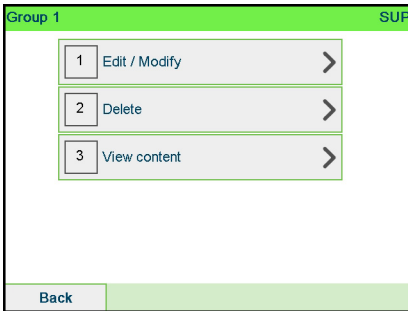 Group 1 SUP
1 Edit / Modify
2 Delete
3 View content
Back